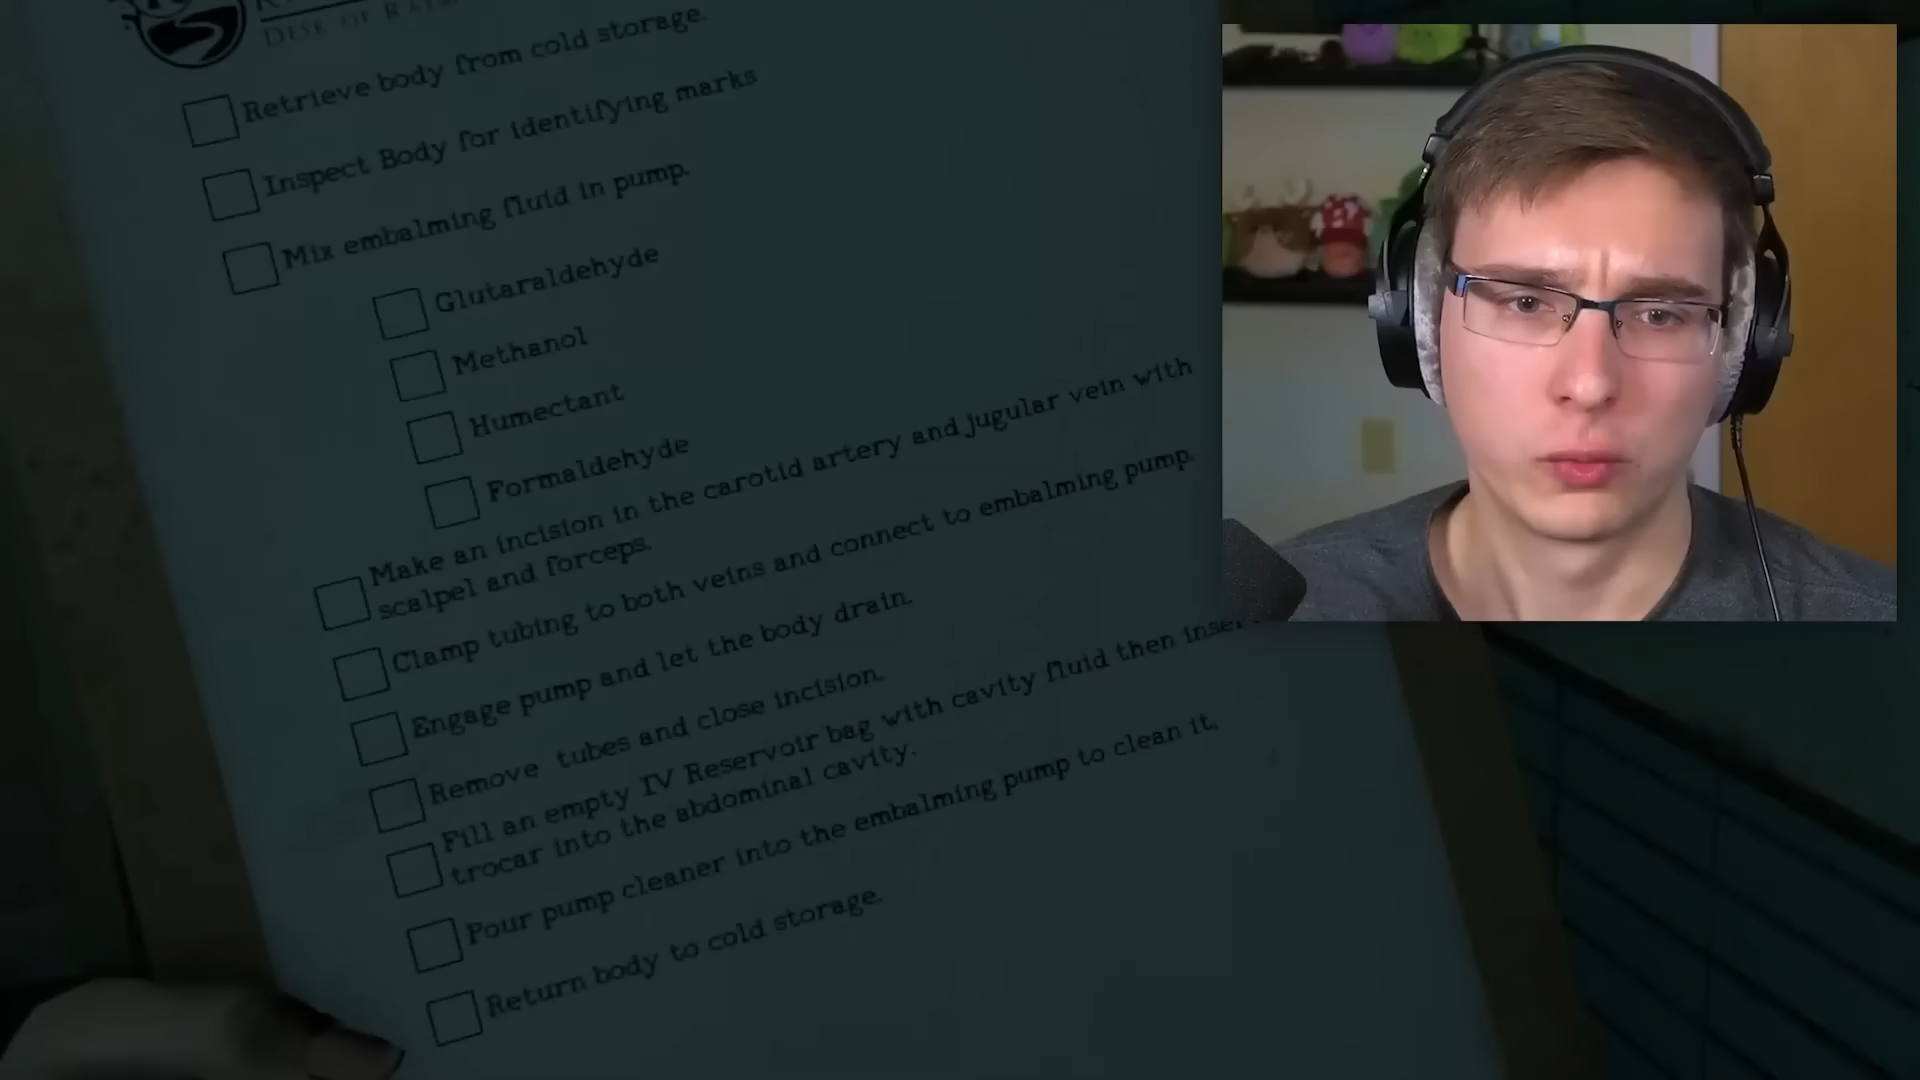 DESK OF
Retrieve body from cold storage.
Inspect Body for identifying marks
Mix embalming fluid in pump.
Glutaraldehyde
Methanol
Humectant
Formaldehyde
Make an incision in the carotid artery and jugular vein with
scalpel and forceps.
Clamp tubing to both veins and connect to embalming pump.
Engage pump and let the body drain.
Remove tubes and close incision.
Fill an empty IV Reservoir bag with cavity fluid then insert
trocar into the abdominal cavity.
Pour pump cleaner into the embalming pump to clean it.
Return body to cold storage.